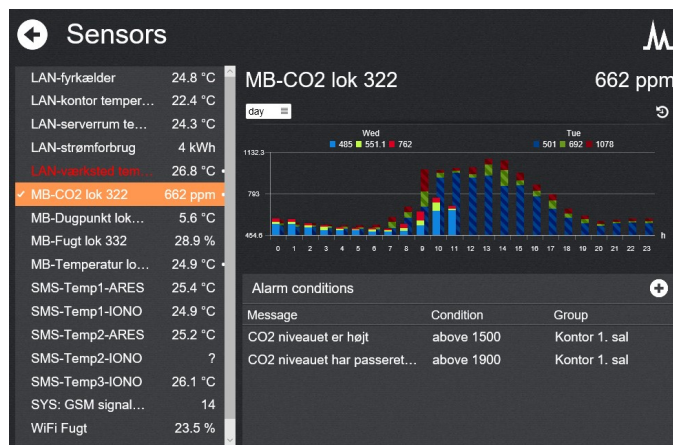 Sensors
LAN-fyrkælder 24.8 °C
LAN-kontor temper... 22.4 °C
LAN-serverrum te... 24.3 °C
LAN-strømforbrug 4 kWh
LAN-værksted tem... 26.8 °C
MB-CO2 lok 322 662 ppm
MB-Dugpunkt lok... 5.6 °C
MB-Fugt lok 332 28.9 %
MB-Temperatur lo... 24.9 °C
SMS-Temp1-ARES 25.4 °C
SMS-Temp1-IONO 24.9 °C
SMS-Temp2-ARES 25.2 °C
SMS-Temp2-IONO ?
SMS-Temp3-IONO 26.1 °C
SYS: GSM signal... 14
WiFi Fugt 23.5 %
MB-CO2 lok 322 662 ppm
day
Wed Tue
485 551.1 762 501 692 1078
1132.3
793
454.6
0 1 2 3 4 5 6 7 8 9 10 11 12 13 14 15 16 17 18 19 20 21 22 23 h
Alarm conditions
Message Condition Group
CO2 niveauet er højt above 1500 Kontor 1. sal
CO2 niveauet har passeret... above 1900 Kontor 1. sal